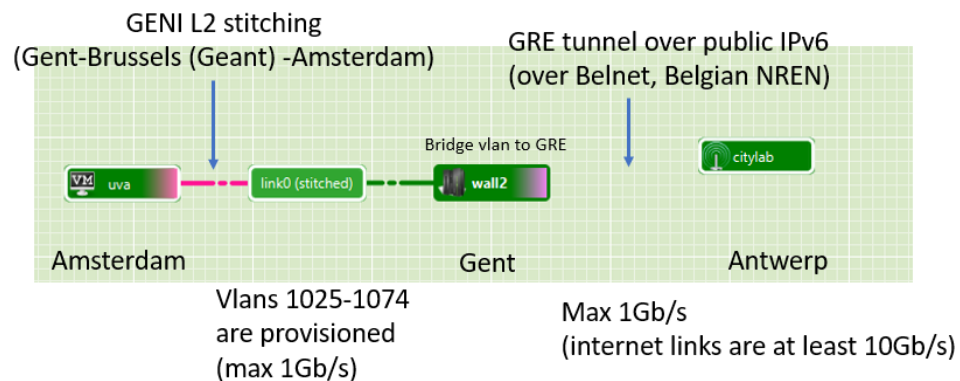 GENI L2 stitching
(Gent-Brussels (Geant) -Amsterdam)
GRE tunnel over public IPv6
(over Belnet, Belgian NREN)
Bridge vlan to GRE
uva
link0 (stitched)
wall2
citylab
Amsterdam
Gent
Antwerp
Vlans 1025-1074
are provisioned
(max 1Gb/s)
Max 1Gb/s
(internet links are at least 10Gb/s)